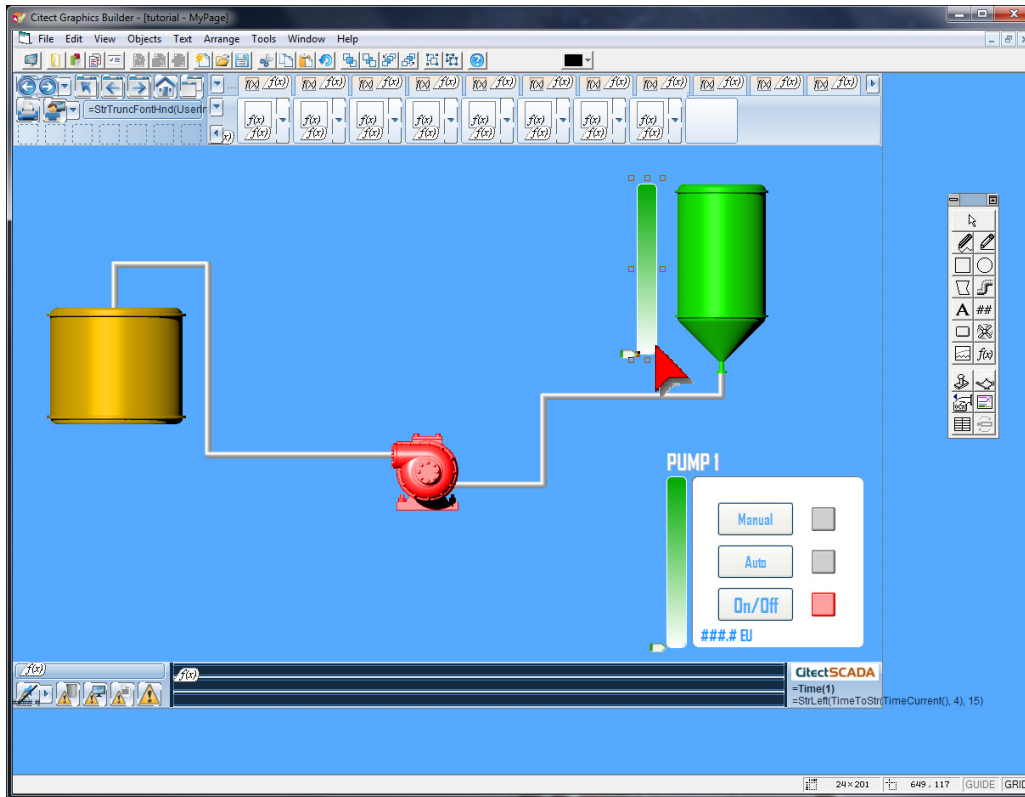 Citect Graphics Builder - [tutorial - MyPage]
File Edit View Objects Text Arrange Tools Window Help
... f(x) f(x) f(x) f(x) f(x) f(x) f(x) f(x) f(x) f(x) f(x) f(x) f(x) f(x) f(x) f(x) f(x) f(x) f(x) f(x) f(x) f(x)
=StrTruncFontHnd(UserIn
f(x) f(x) f(x) f(x) f(x) f(x) f(x) f(x)
x) f(x) f(x) f(x) f(x) f(x) f(x) f(x) f(x)
A ##
f(x)
PUMP 1
Manual
Auto
On/Off
###.# EU
f(x)
f(x)
CitectSCADA
=Time(1)
=StrLeft(TimeToStr(TimeCurrent(), 4), 15)
24×201 649 , 117 GUIDE GRID